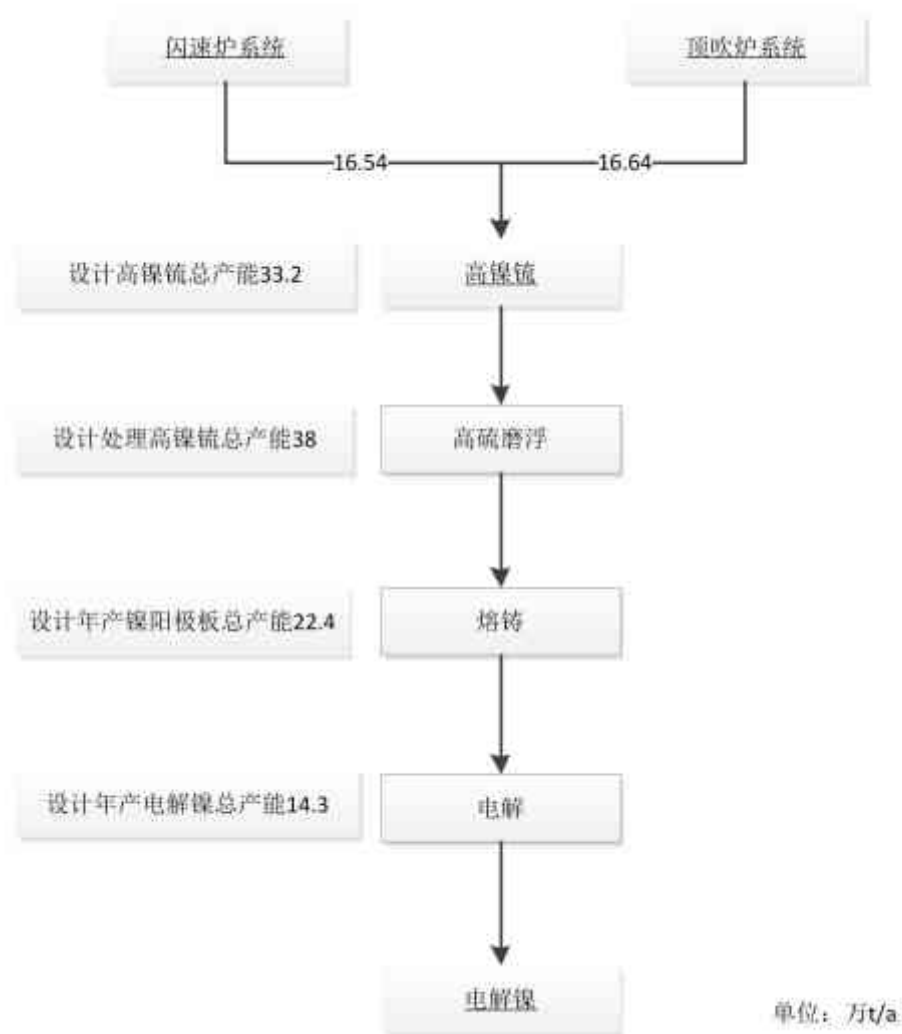 闪速炉系统
顶吹炉系统
16.54
16.64
设计高镍锍总产能33.2
高镍锍
设计处理高镍锍总产能38
高硫磨浮
设计年产镍阳极板总产能22.4
熔铸
设计年产电解镍总产能14.3
电解
电解镍
单位：万t/a